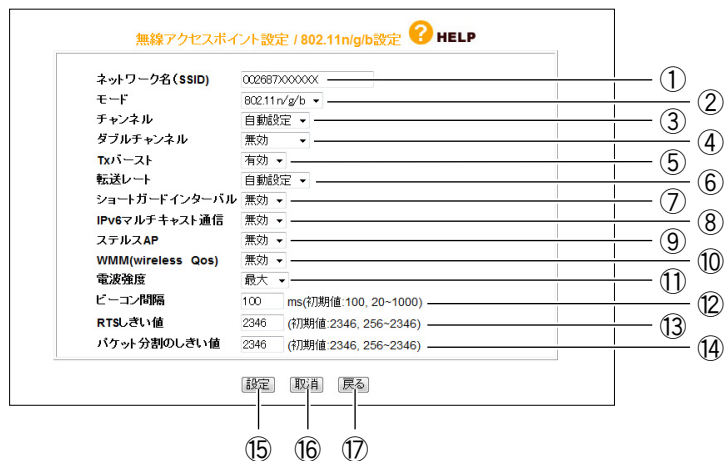 無線アクセスポイント設定 / 802.11n/g/b設定 ? HELP
ネットワーク名(SSID) 002687XXXXXX ①
モード 802.11n/g/b ②
チャンネル 自動設定 ③
ダブルチャンネル 無効 ④
Txバースト 有効 ⑤
転送レート 自動設定 ⑥
ショートガードインターバル 無効 ⑦
IPv6マルチキャスト通信 無効 ⑧
ステルスAP 無効 ⑨
WMM(wireless Qos) 無効 ⑩
電波強度 最大 ⑪
ビーコン間隔 100 ms(初期値:100, 20~1000) ⑫
RTSしきい値 2346 (初期値:2346, 256~2346) ⑬
パケット分割のしきい値 2346 (初期値:2346, 256~2346) ⑭
設定 取消 戻る
⑮ ⑯ ⑰